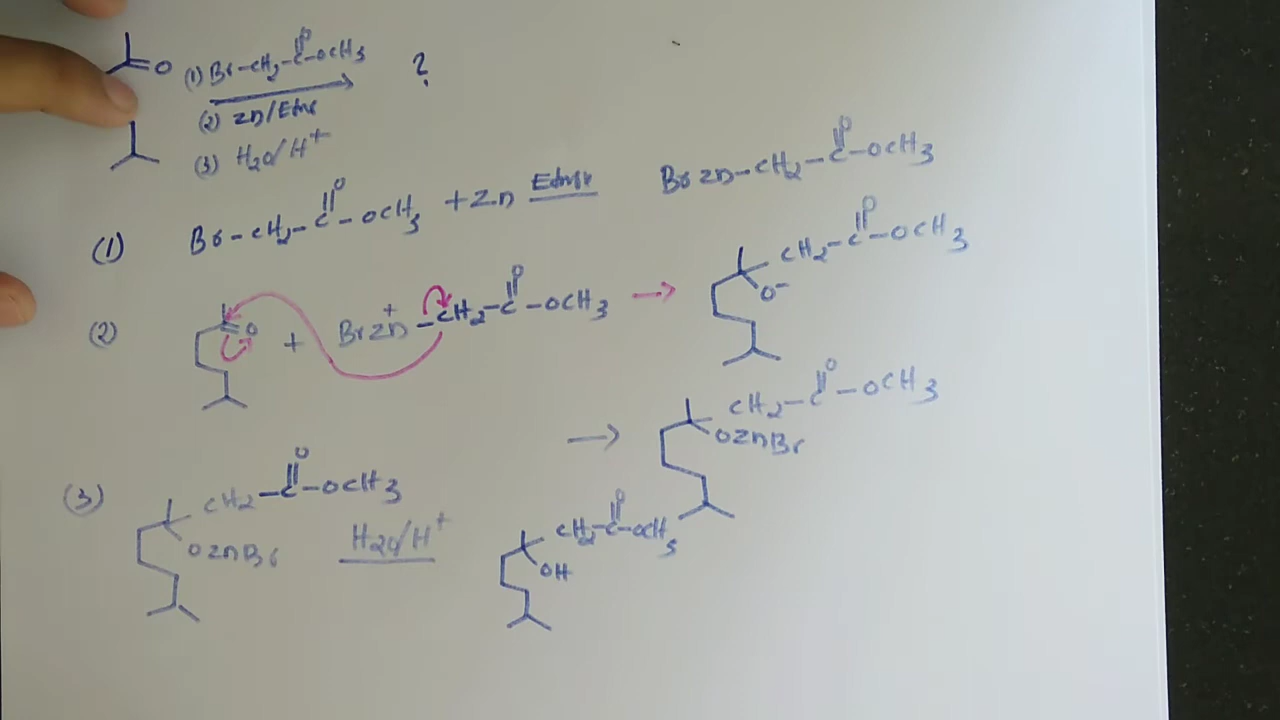 O (1) Br-CH2-C-OCH3 ?
O
(2) Zn/Ether
(3) H2O/H+
(1) Br-CH2-C-OCH3 + Zn Ether BrZn-CH2-C-OCH3
O O
(2) O + BrZn+-CH2-C-OCH3 → CH2-C-OCH3
O O O-
→ CH2-C-OCH3
O OZnBr
(3) CH2-C-OCH3 H2O/H+ CH2-C-OCH3
O OZnBr O OH